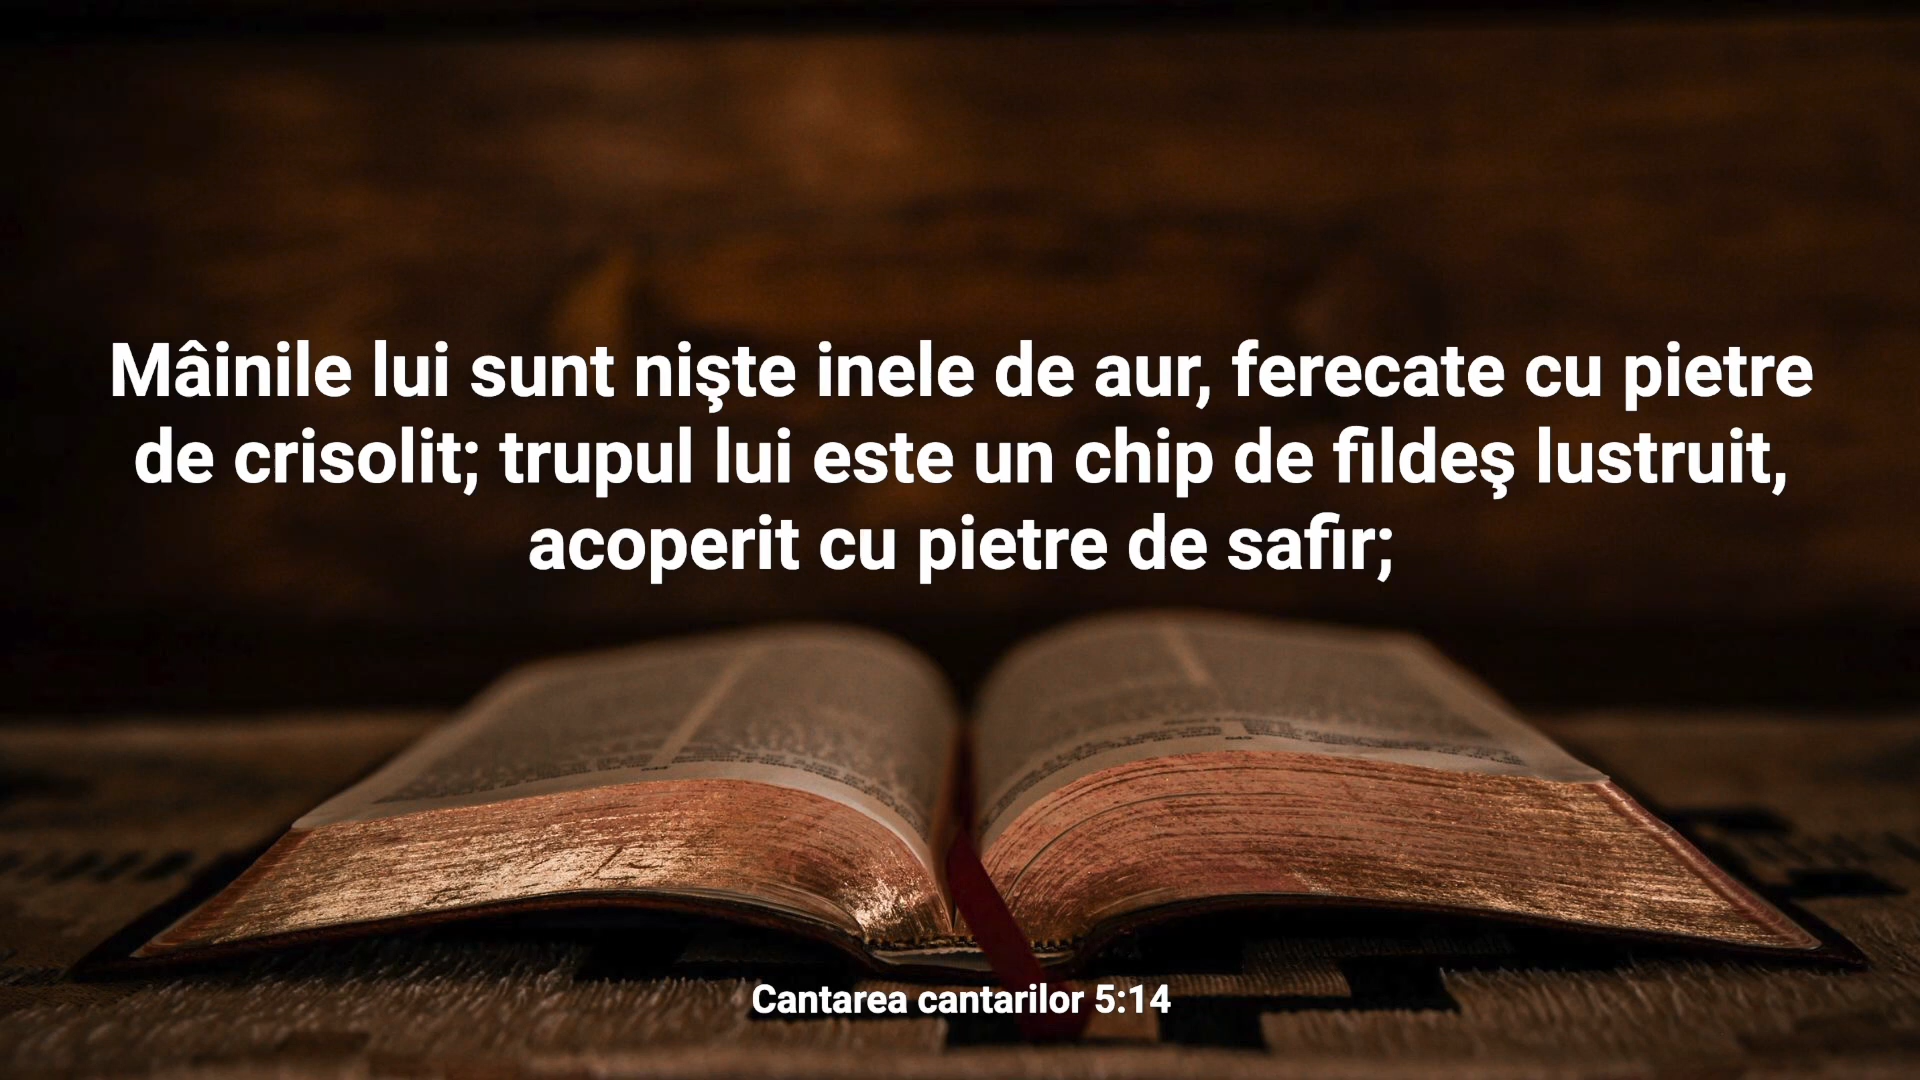 Mâinile lui sunt nişte inele de aur, ferecate cu pietre
de crisolit; trupul lui este un chip de fildeş lustruit,
acoperit cu pietre de safir;
Cantarea cantarilor 5:14